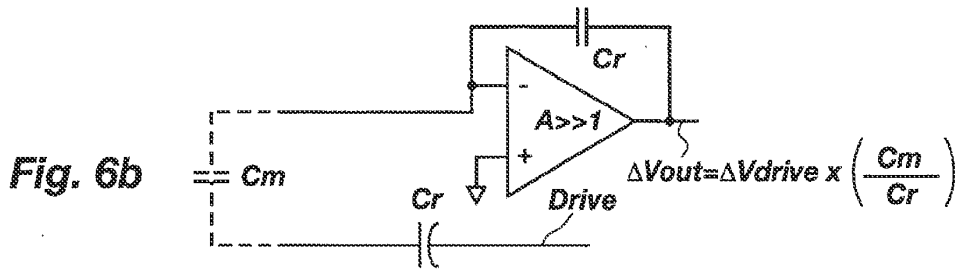 Cr
-
A>>1
+
Fig. 6b
Cm
ΔVout=ΔVdrive x (Cm/Cr)
Cr
Drive